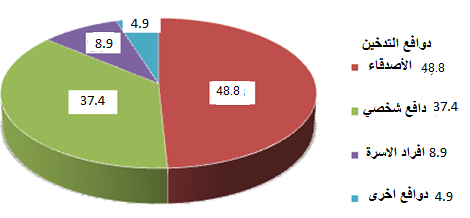 4.9
8.9
37.4
48.8
دوافع التدخين
الأصدقاء 48.8
دافع شخصي 37.4
افراد الاسرة 8.9
دوافع اخرى 4.9